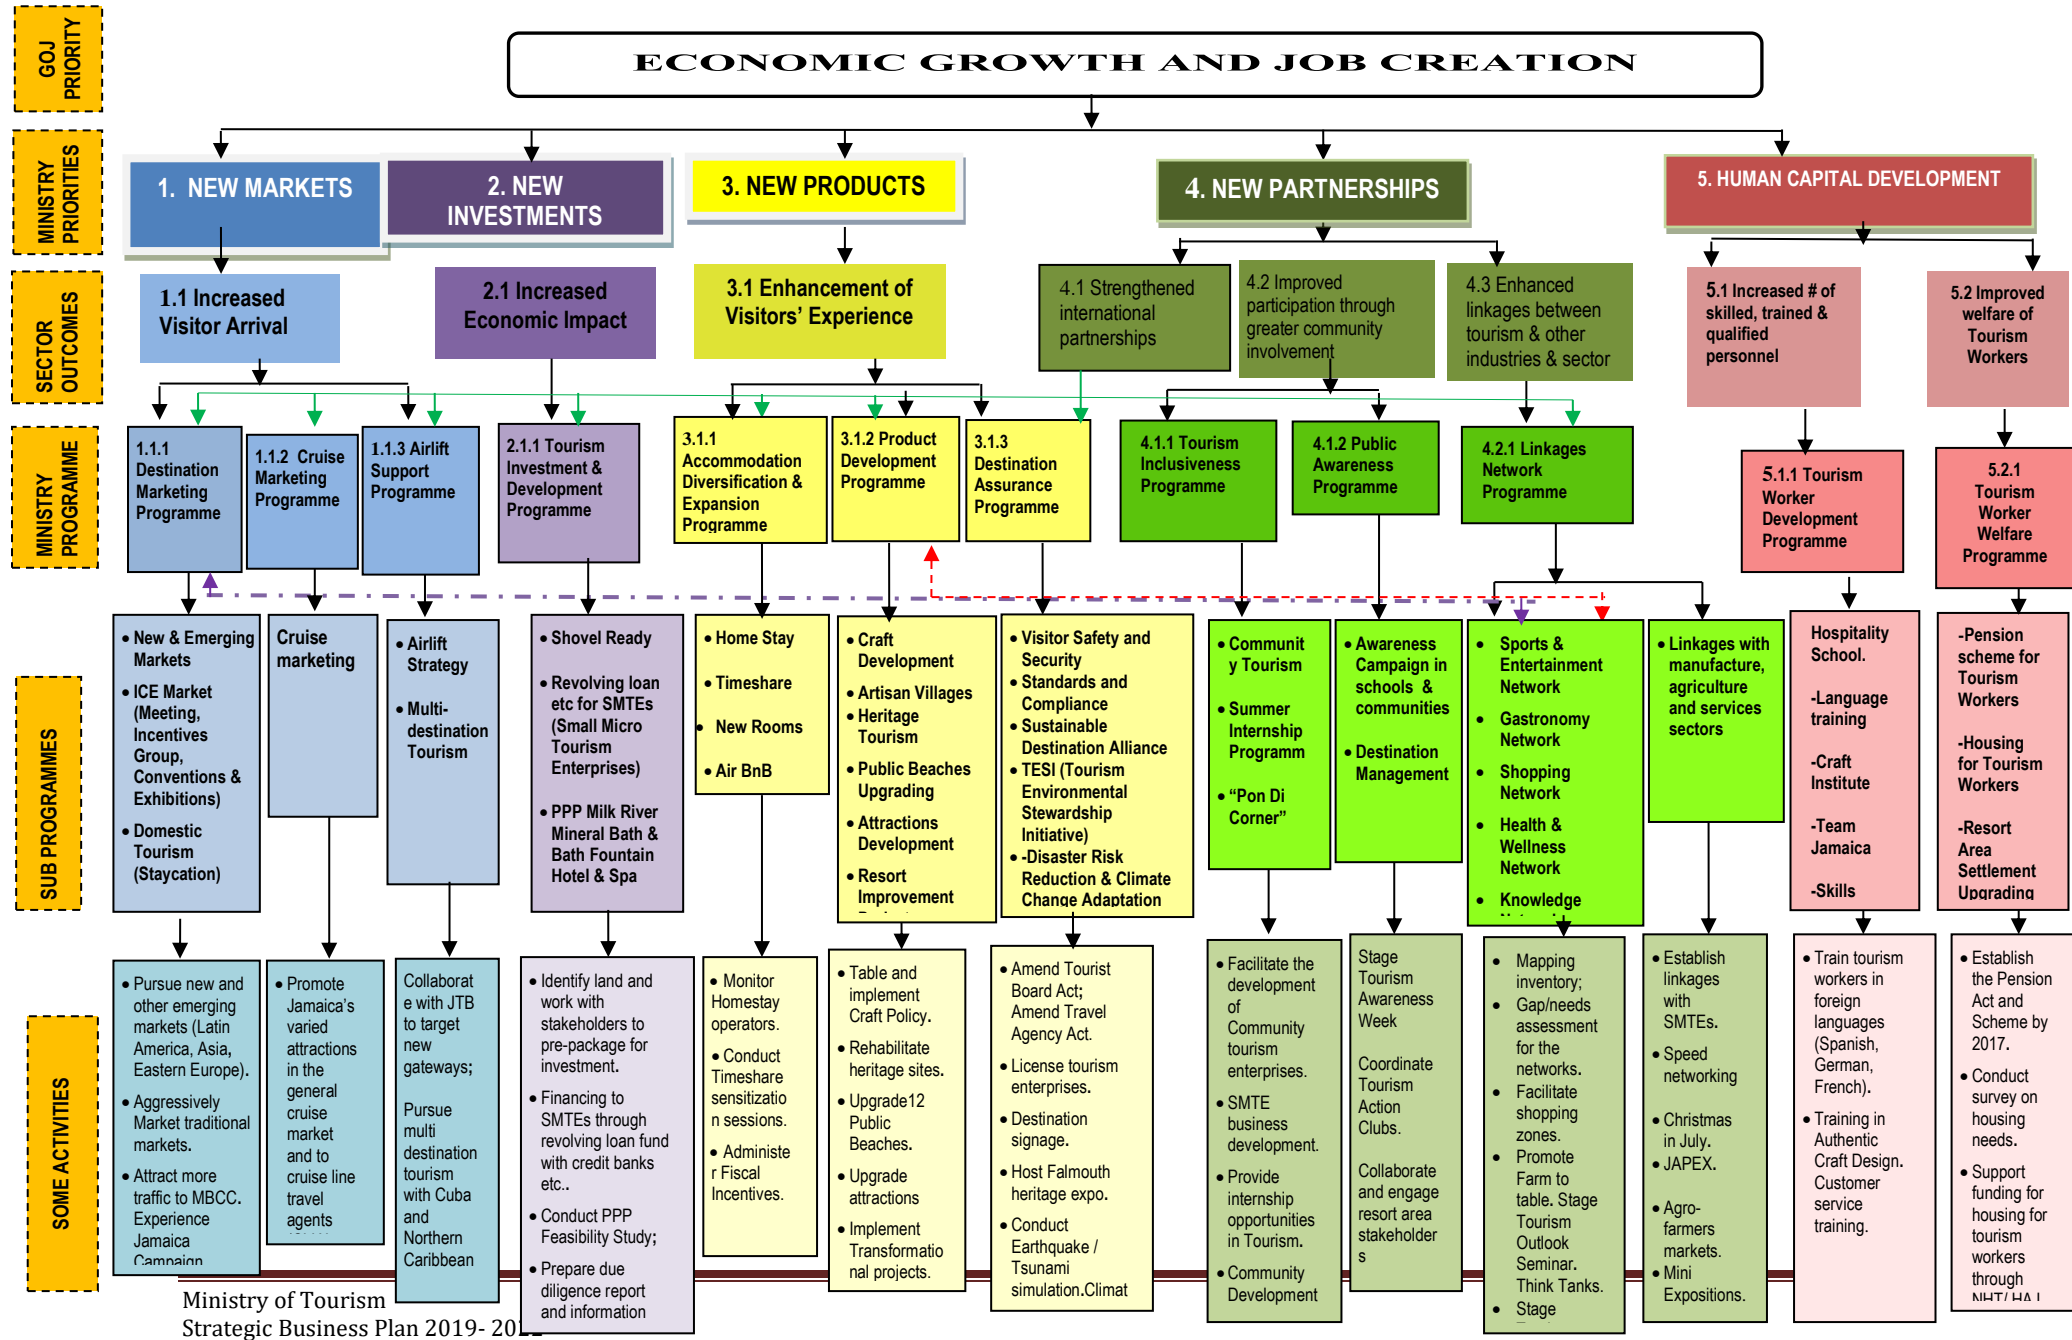 GOJ
PRIORITY
ECONOMIC GROWTH AND JOB CREATION
MINISTRY
PRIORITIES
1. NEW MARKETS
2. NEW
INVESTMENTS
3. NEW PRODUCTS
4. NEW PARTNERSHIPS
5. HUMAN CAPITAL DEVELOPMENT
SECTOR
OUTCOMES
1.1 Increased
Visitor Arrival
2.1 Increased
Economic Impact
3.1 Enhancement of
Visitors’ Experience
4.1 Strengthened
international
partnerships
4.2 Improved
participation through
greater community
involvement
4.3 Enhanced
linkages between
tourism & other
industries & sector
5.1 Increased # of
skilled, trained &
qualified
personnel
5.2 Improved
welfare of
Tourism
Workers
MINISTRY
PROGRAMME
1.1.1
Destination
Marketing
Programme
1.1.2 Cruise
Marketing
Programme
1.1.3 Airlift
Support
Programme
2.1.1 Tourism
Investment &
Development
Programme
3.1.1
Accommodation
Diversification &
Expansion
Programme
3.1.2 Product
Development
Programme
3.1.3
Destination
Assurance
Programme
4.1.1 Tourism
Inclusiveness
Programme
4.1.2 Public
Awareness
Programme
4.2.1 Linkages
Network
Programme
5.1.1 Tourism
Worker
Development
Programme
5.2.1
Tourism
Worker
Welfare
Programme
SUB PROGRAMMES
• New & Emerging
Markets
• ICE Market
(Meeting,
Incentives
Group,
Conventions &
Exhibitions)
• Domestic
Tourism
(Staycation)
Cruise
marketing
• Airlift
Strategy
• Multi-
destination
Tourism
• Shovel Ready
• Revolving loan
etc for SMTEs
(Small Micro
Tourism
Enterprises)
• PPP Milk River
Mineral Bath &
Bath Fountain
Hotel & Spa
• Home Stay
• Timeshare
• New Rooms
• Air BnB
• Craft
Development
• Artisan Villages
• Heritage
Tourism
• Public Beaches
Upgrading
• Attractions
Development
• Resort
Improvement
• Visitor Safety and
Security
• Standards and
Compliance
• Sustainable
Destination Alliance
• TESI (Tourism
Environmental
Stewardship
Initiative)
• -Disaster Risk
Reduction & Climate
Change Adaptation
• Communit
y Tourism
• Summer
Internship
Programm
• “Pon Di
Corner”
• Awareness
Campaign in
schools &
communities
• Destination
Management
• Sports &
Entertainment
Network
• Gastronomy
Network
• Shopping
Network
• Health &
Wellness
Network
• Knowledge
• Linkages with
manufacture,
agriculture
and services
sectors
Hospitality
School.
-Language
training
-Craft
Institute
-Team
Jamaica
-Skills
-Pension
scheme for
Tourism
Workers
-Housing
for Tourism
Workers
-Resort
Area
Settlement
Upgrading
SOME ACTIVITIES
• Pursue new and
other emerging
markets (Latin
America, Asia,
Eastern Europe).
• Aggressively
Market traditional
markets.
• Attract more
traffic to MBCC.
Experience
Jamaica
Campaign
• Promote
Jamaica’s
varied
attractions
in the
general
cruise
market
and to
cruise line
travel
agents
Collaborat
e with JTB
to target
new
gateways;
Pursue
multi
destination
tourism
with Cuba
and
Northern
Caribbean
• Identify land and
work with
stakeholders to
pre-package for
investment.
• Financing to
SMTEs through
revolving loan fund
with credit banks
etc..
• Conduct PPP
Feasibility Study;
• Prepare due
diligence report
and information
• Monitor
Homestay
operators.
• Conduct
Timeshare
sensitizatio
n sessions.
• Administe
r Fiscal
Incentives.
• Table and
implement
Craft Policy.
• Rehabilitate
heritage sites.
• Upgrade12
Public
Beaches.
• Upgrade
attractions
• Implement
Transformatio
nal projects.
• Amend Tourist
Board Act;
Amend Travel
Agency Act.
• License tourism
enterprises.
• Destination
signage.
• Host Falmouth
heritage expo.
• Conduct
Earthquake /
Tsunami
simulation.Climat
• Facilitate the
development
of
Community
tourism
enterprises.
• SMTE
business
development.
• Provide
internship
opportunities
in Tourism.
• Community
Development
Stage
Tourism
Awareness
Week
Coordinate
Tourism
Action
Clubs.
Collaborate
and engage
resort area
stakeholder
s
• Mapping
inventory;
• Gap/needs
assessment
for the
networks.
• Facilitate
shopping
zones.
• Promote
Farm to
table. Stage
Tourism
Outlook
Seminar.
Think Tanks.
• Stage
• Establish
linkages
with
SMTEs.
• Speed
networking
• Christmas
in July.
• JAPEX.
• Agro-
farmers
markets.
• Mini
Expositions.
• Train tourism
workers in
foreign
languages
(Spanish,
German,
French).
• Training in
Authentic
Craft Design.
Customer
service
training.
• Establish
the Pension
Act and
Scheme by
2017.
• Conduct
survey on
housing
needs.
• Support
funding for
housing for
tourism
workers
through
NHT/ HAJ
Ministry of Tourism
Strategic Business Plan 2019-